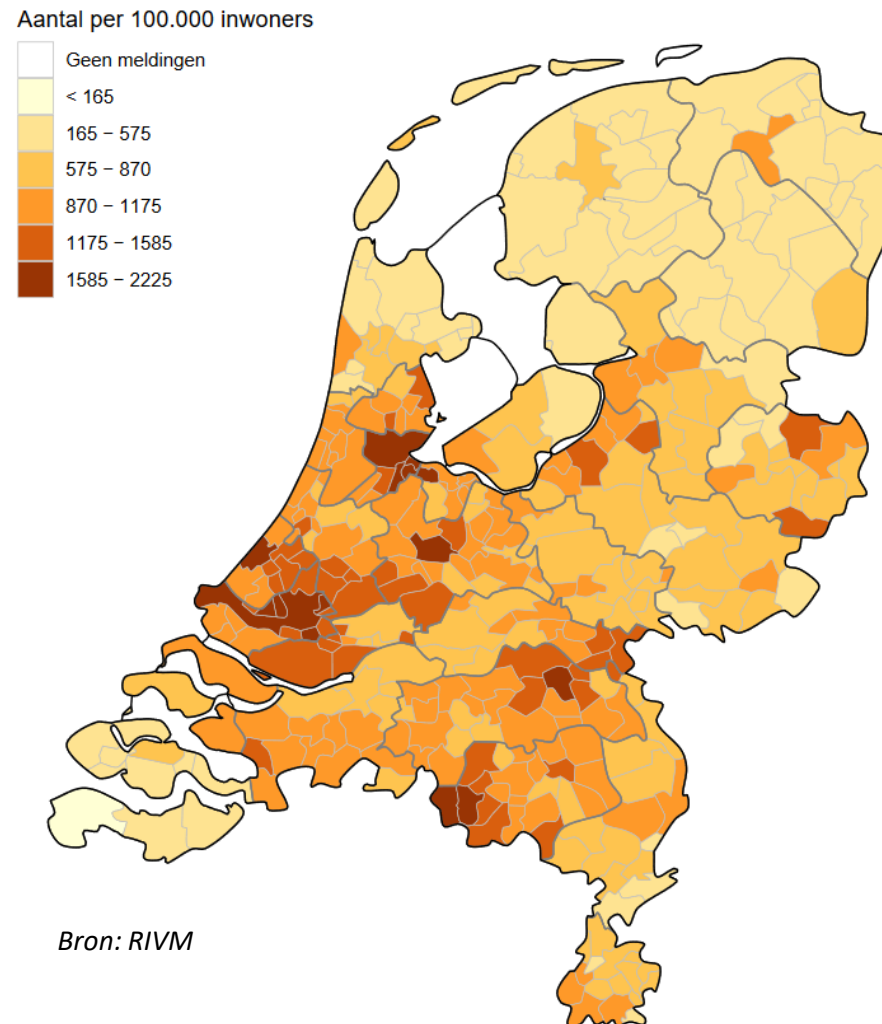 Aantal per 100.000 inwoners
Geen meldingen
< 165
165 − 575
575 − 870
870 − 1175
1175 − 1585
1585 − 2225
Bron: RIVM